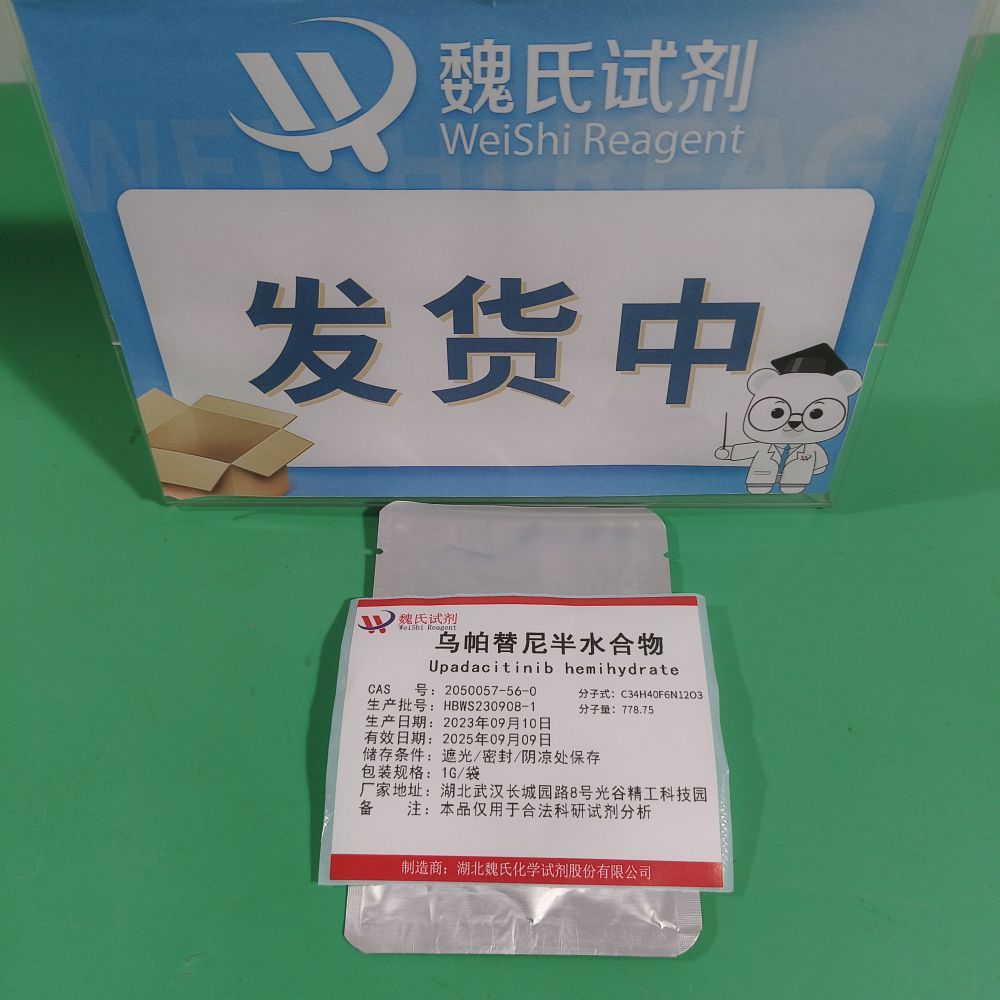 魏氏试剂
WeiShi Reagent
WEISHI REAG
发货中
魏氏试剂
WeiShi Reagent
乌帕替尼半水合物
Upadacitinib hemihydrate
CAS 号：2050057-56-0
分子式：C34H40F6N12O3
生产批号：HBWS230908-1
分子量：778.75
生产日期：2023年09月10日
有效日期：2025年09月09日
储存条件：遮光/密封/阴凉处保存
包装规格：1G/袋
厂家地址：湖北武汉长城园路8号光谷精工科技园
备 注：本品仅用于合法科研试剂分析
制造商：湖北魏氏化学试剂股份有限公司